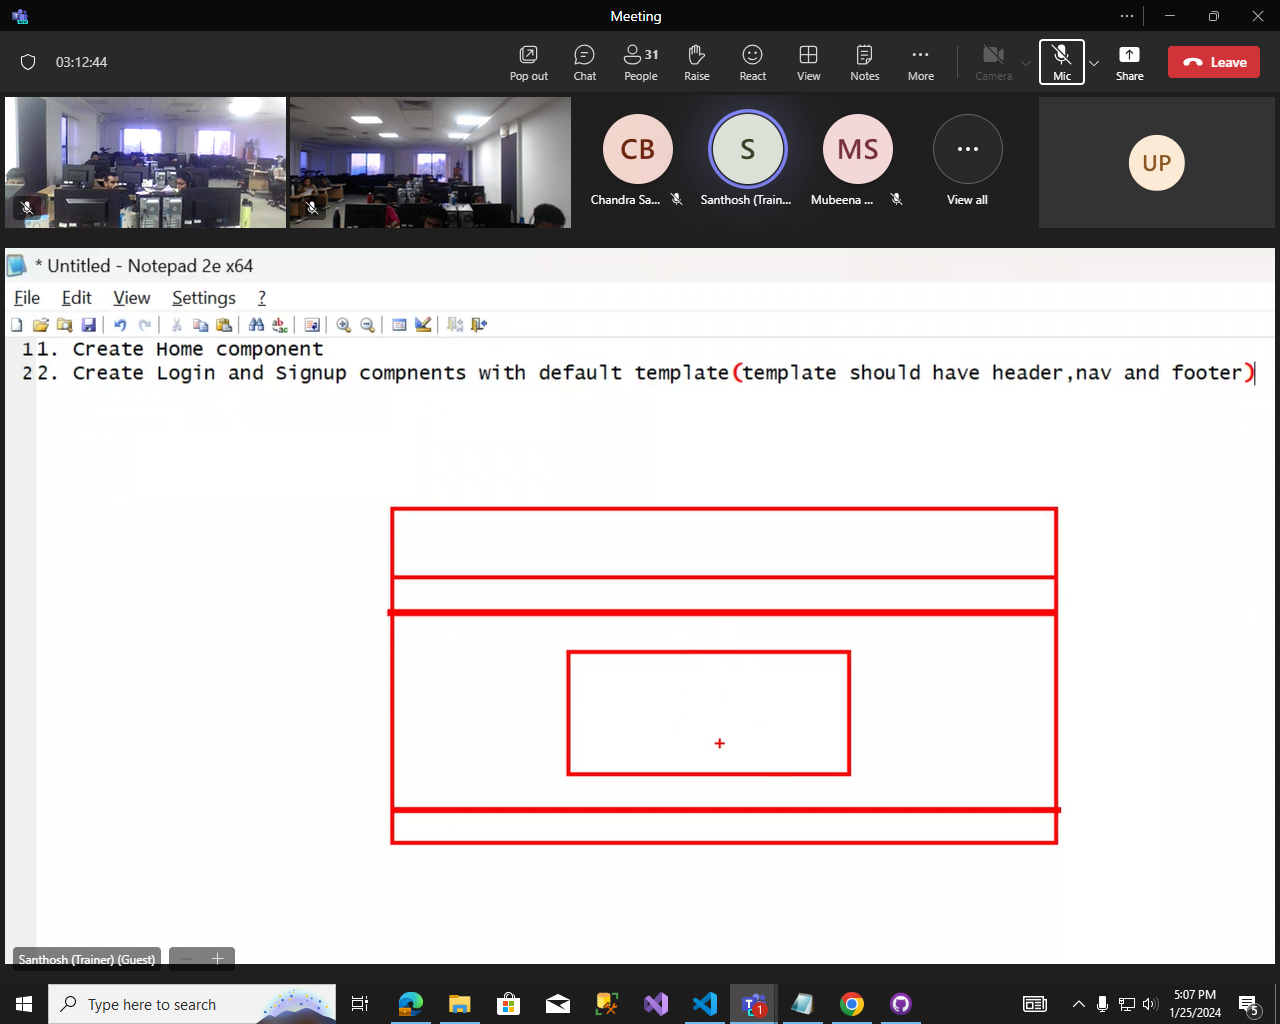 Meeting
03:12:44
Pop out
Chat
31
People
Raise
React
View
Notes
More
Camera
Mic
Share
Leave
CB
Chandra Sa...
S
Santhosh (Train...
MS
Mubeena ...
View all
UP
* Untitled - Notepad 2e x64
File Edit View Settings ?
1 1. Create Home component
2 2. Create Login and Signup compnents with default template(template should have header,nav and footer)
Santhosh (Trainer) (Guest)
Type here to search
1
5:07 PM
1/25/2024
5